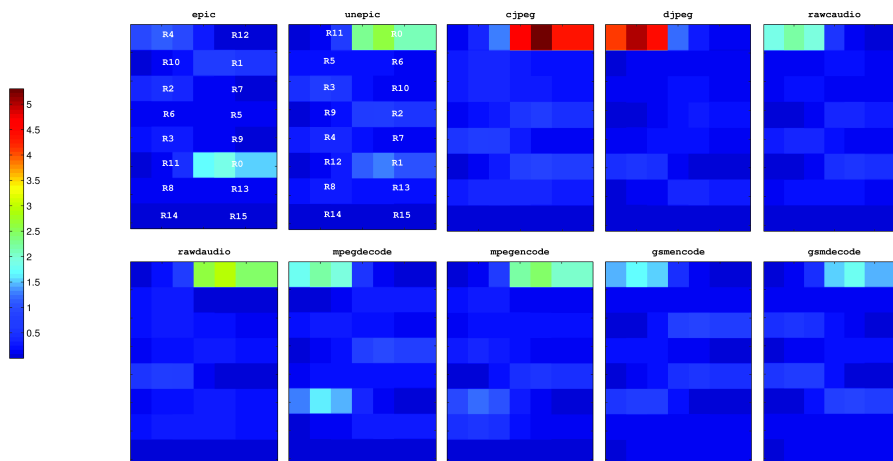 epic unepic cjpeg djpeg rawcaudio
R4 R12 R11 R0
R10 R1 R5 R6
R2 R7 R3 R10
R6 R5 R9 R2
R3 R9 R4 R7
R11 R0 R12 R1
R8 R13 R8 R13
R14 R15 R14 R15
5
4.5
4
3.5
3
2.5
2
1.5
1
0.5
rawdaudio mpegdecode mpegencode gsmencode gsmdecode